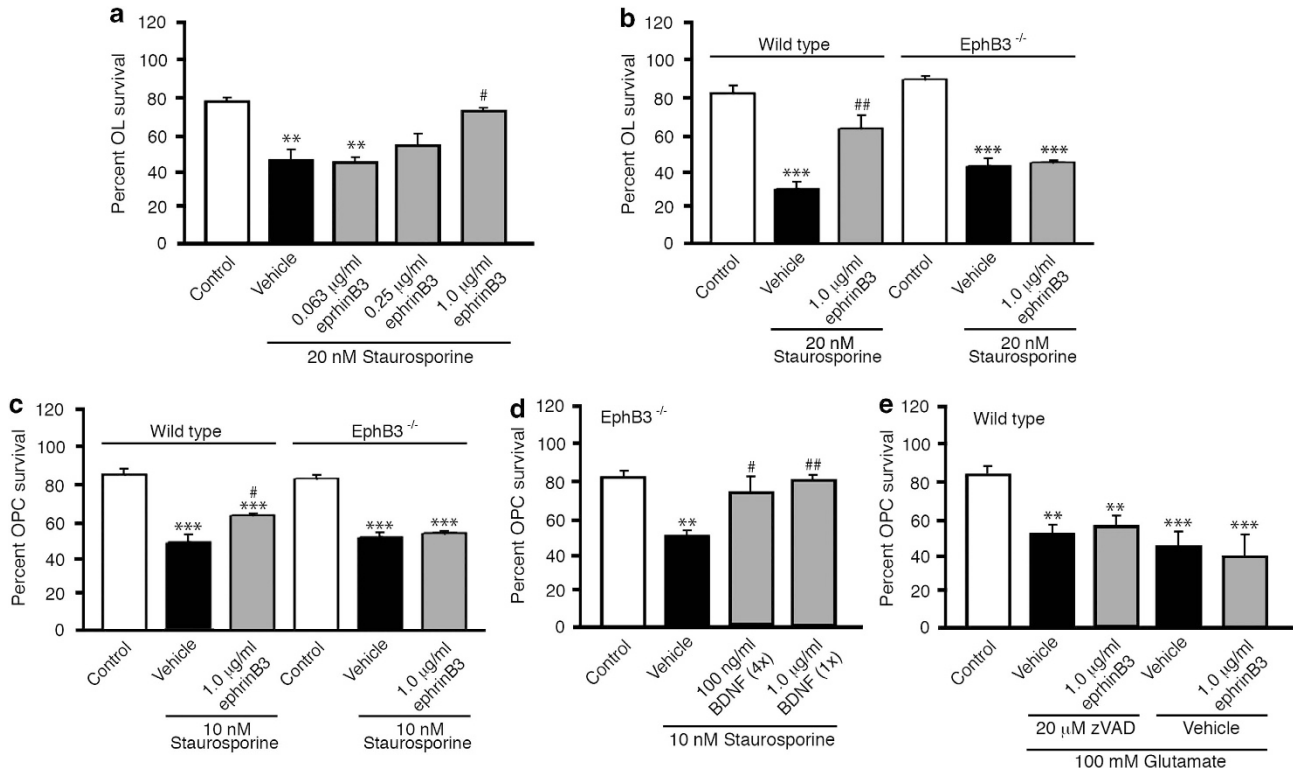 a
120
100
80
60
40
20
0
Percent OL survival
**
**
#
Control
Vehicle
0.063 µg/ml
eprhinB3
0.25 µg/ml
ephrinB3
1.0 µg/ml
ephrinB3
20 nM Staurosporine
b
120
100
80
60
40
20
0
Percent OL survival
Wild type
EphB3 -/-
***
##
***
***
Control
Vehicle
1.0 µg/ml
ephrinB3
Control
Vehicle
1.0 µg/ml
ephrinB3
20 nM
Staurosporine
20 nM
Staurosporine
c
120
100
80
60
40
20
0
Percent OPC survival
Wild type
EphB3 -/-
***
#
***
***
***
Control
Vehicle
1.0 µg/ml
ephrinB3
Control
Vehicle
1.0 µg/ml
ephrinB3
10 nM
Staurosporine
10 nM
Staurosporine
d
120
100
80
60
40
20
0
Percent OPC survival
EphB3 -/-
**
#
##
Control
Vehicle
100 ng/ml
BDNF (4x)
1.0 µg/ml
BDNF (1x)
10 nM Staurosporine
e
120
100
80
60
40
20
0
Percent OPC survival
Wild type
**
**
***
***
Control
Vehicle
1.0 µg/ml
eprhinB3
Vehicle
1.0 µg/ml
ephrinB3
20 µM zVAD
Vehicle
100 mM Glutamate